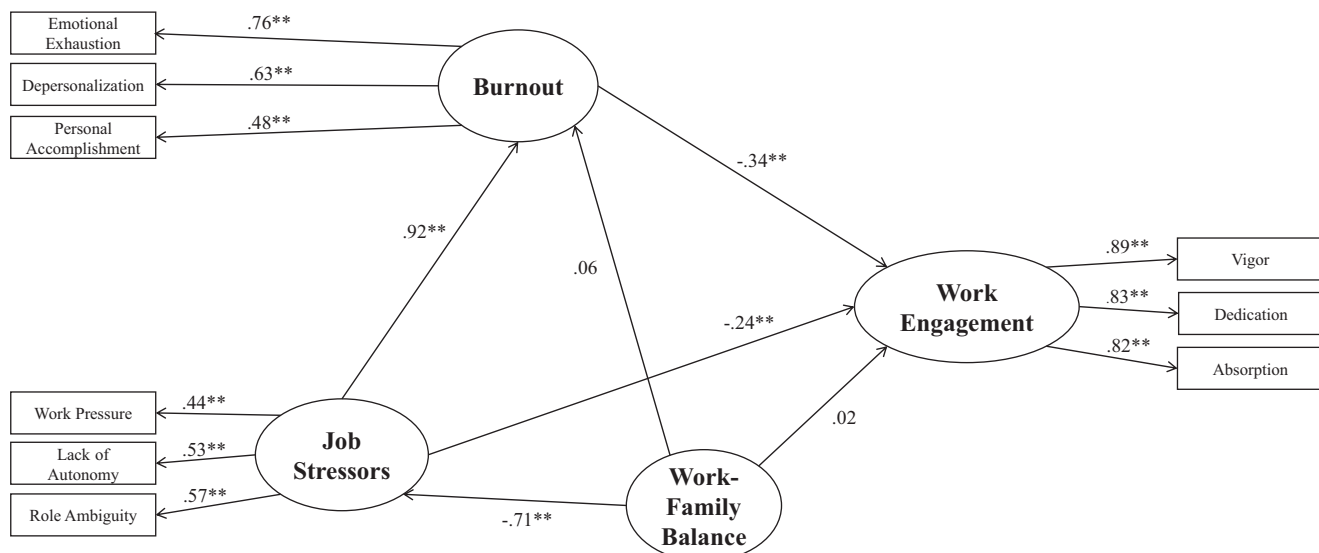 Emotional
Exhaustion
.76**
Depersonalization
.63**
Personal
Accomplishment
.48**
Burnout
-.34**
.92**
.06
Work
Engagement
.89**
Vigor
.83**
Dedication
.82**
Absorption
-.24**
Work Pressure
.44**
Lack of
Autonomy
.53**
Role Ambiguity
.57**
Job
Stressors
.02
-.71**
Work-
Family
Balance